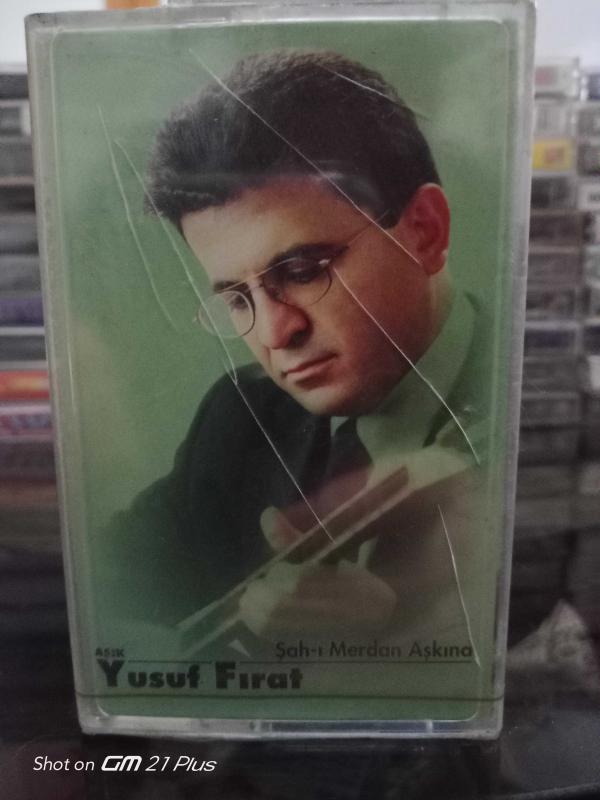 Şah-ı Merdan Aşkına
AŞIK
Yusuf Fırat
Shot on GM 21 Plus